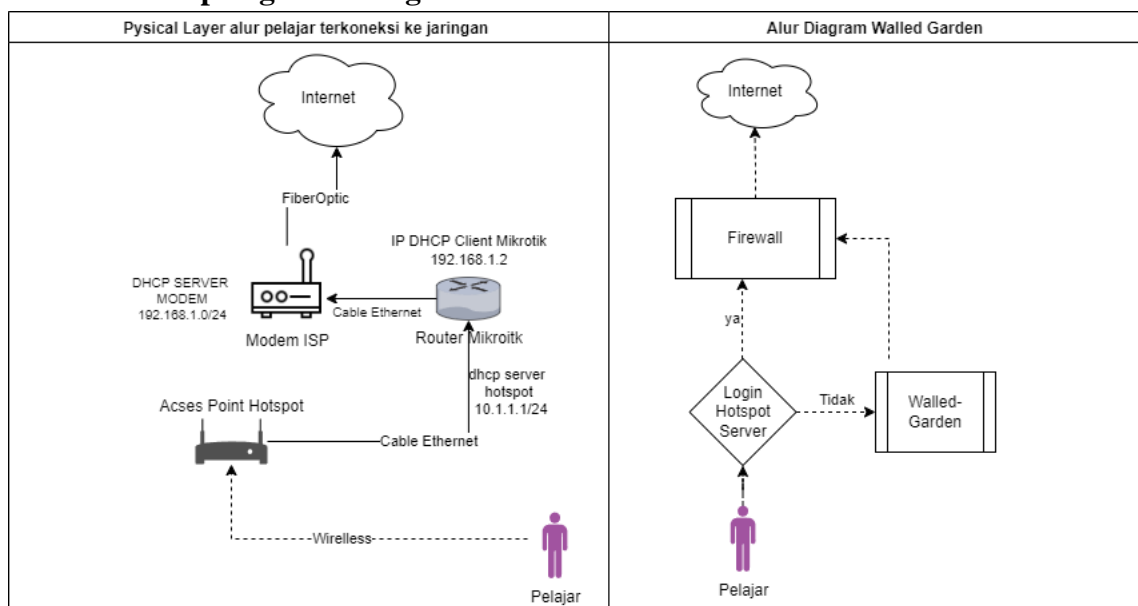 Pysical Layer alur pelajar terkoneksi ke jaringan
Internet
FiberOptic
IP DHCP Client Mikrotik
192.168.1.2
DHCP SERVER
MODEM
192.168.1.0/24
Cable Ethernet
Modem ISP
Router Mikroitk
dhcp server
hotspot
10.1.1.1/24
Acses Point Hotspot
Cable Ethernet
Wirelless
Pelajar
Alur Diagram Walled Garden
Internet
Firewall
ya
Login
Hotspot
Server
Tidak
Walled-
Garden
Pelajar